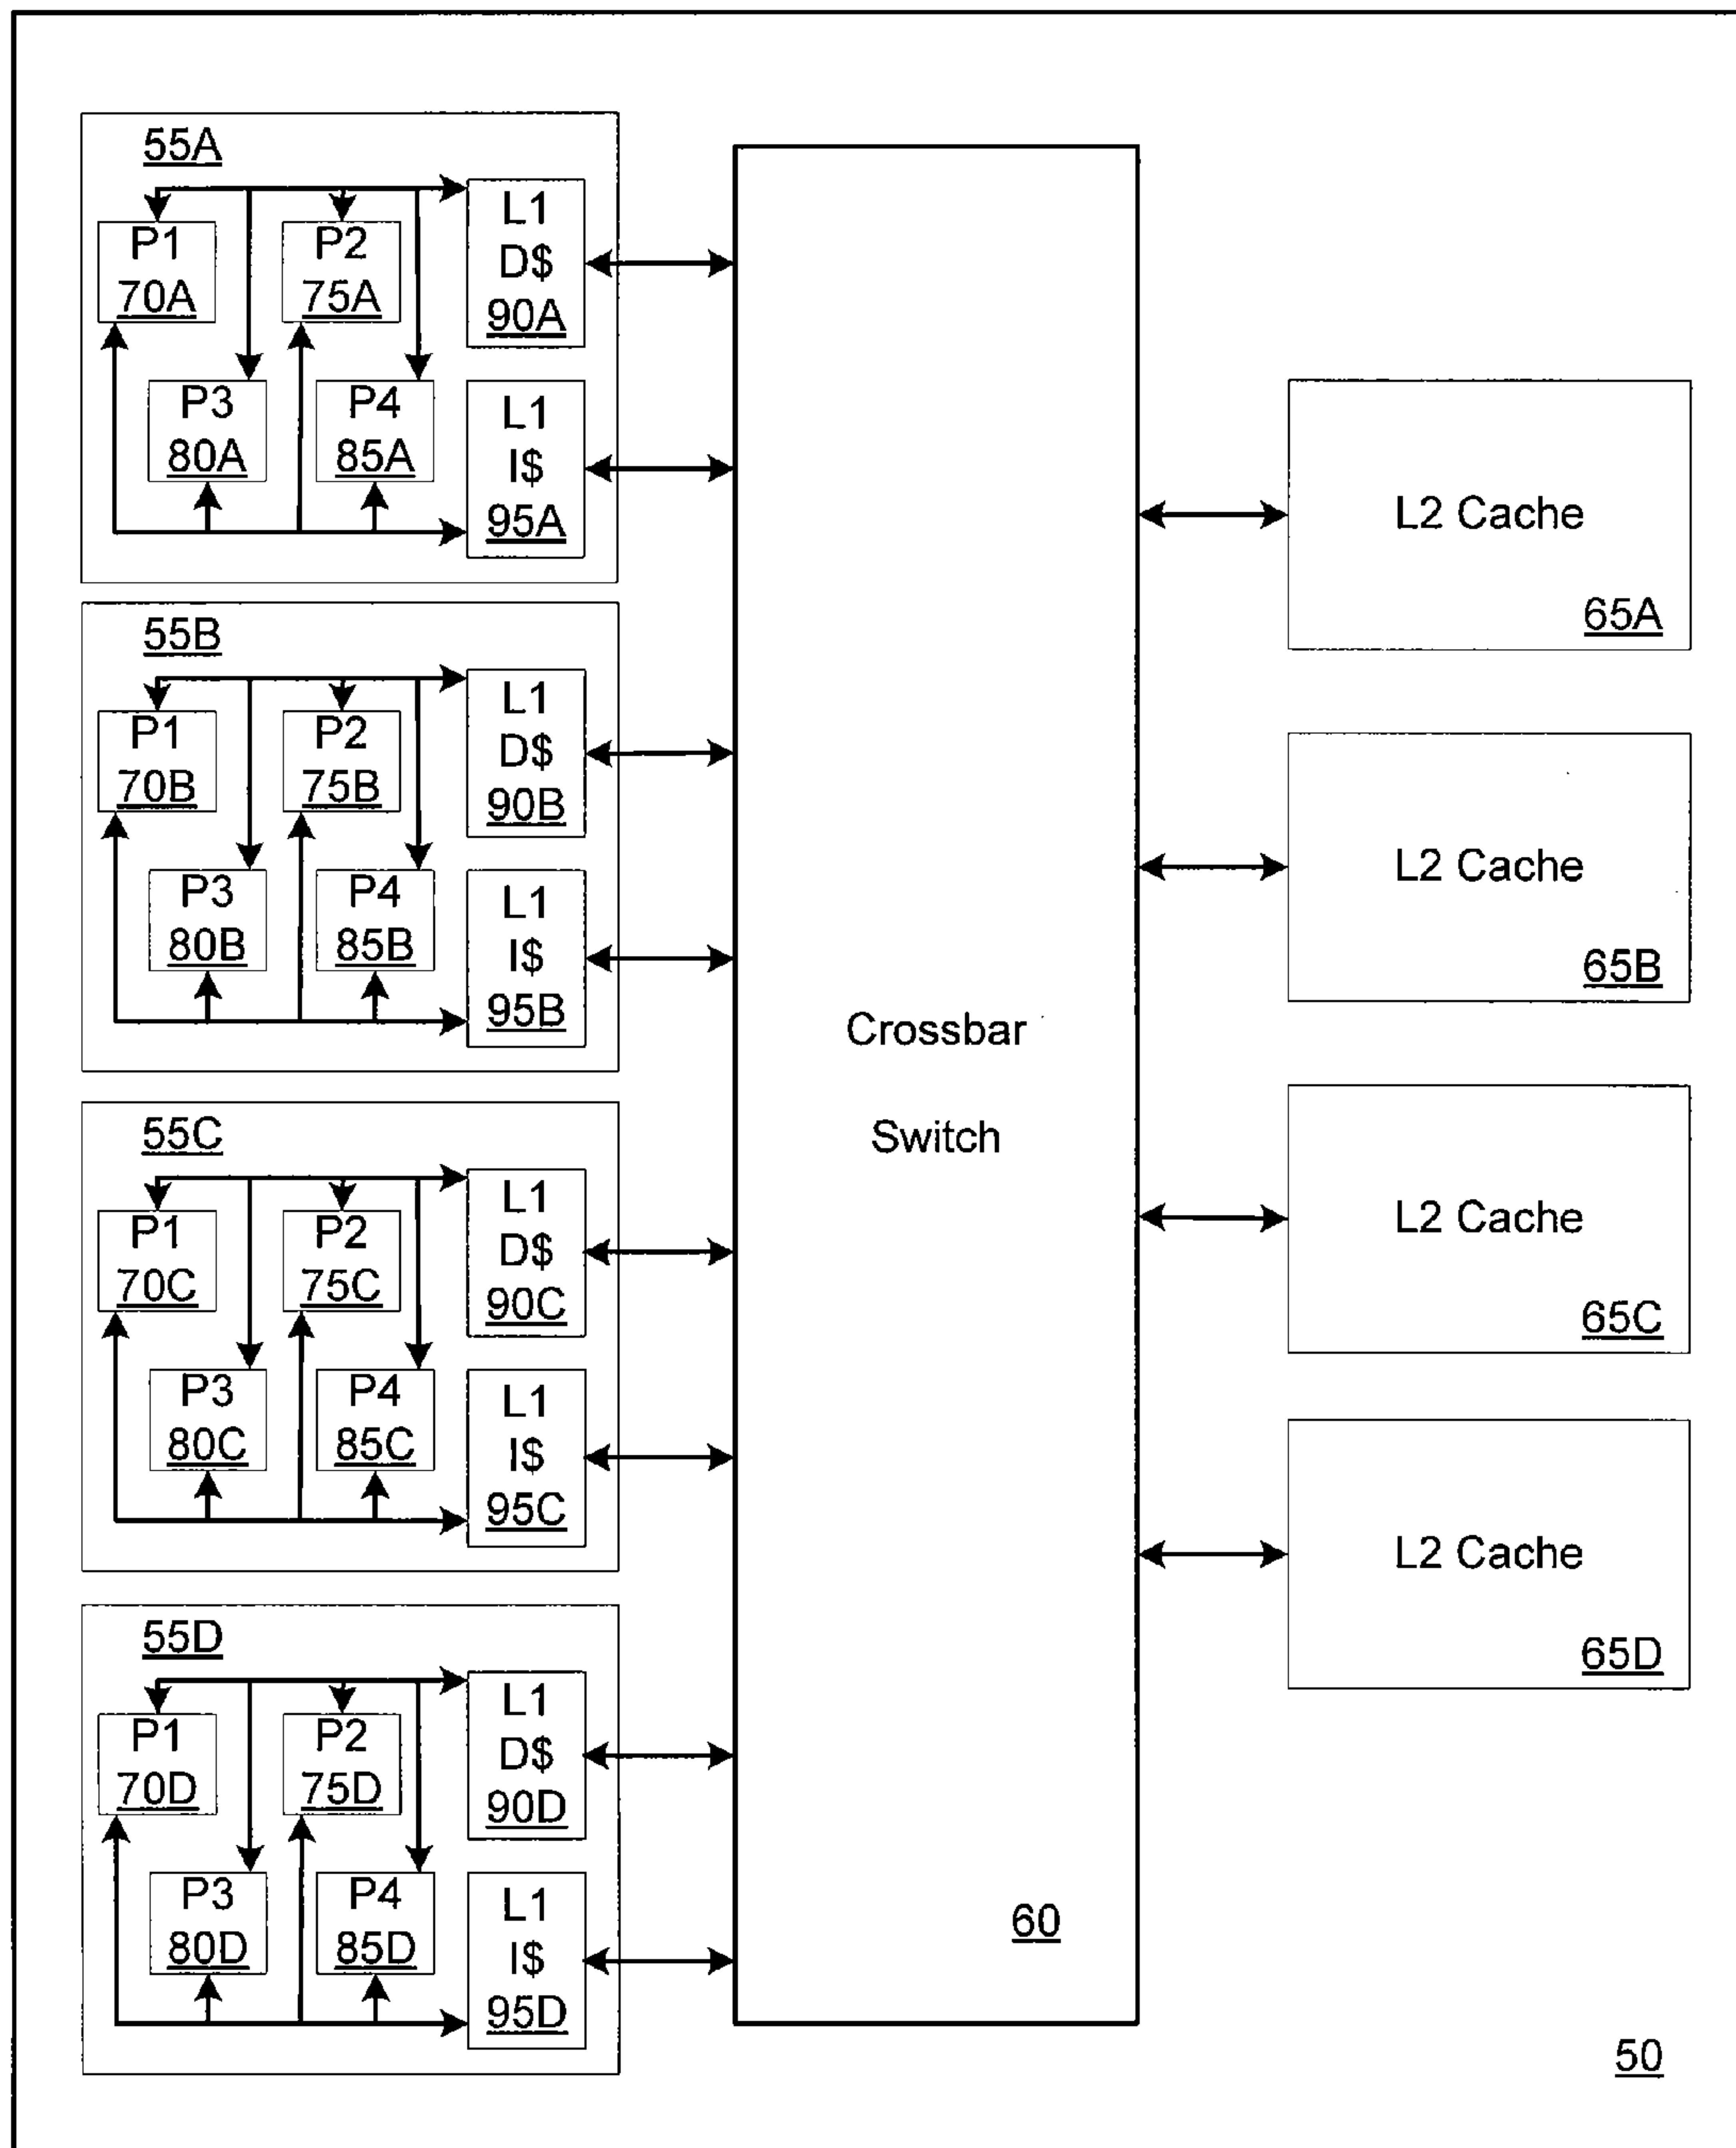 55A
P1
70A
P2
75A
L1
D$
90A
P3
80A
P4
85A
L1
I$
95A
55B
P1
70B
P2
75B
L1
D$
90B
P3
80B
P4
85B
L1
I$
95B
55C
P1
70C
P2
75C
L1
D$
90C
P3
80C
P4
85C
L1
I$
95C
55D
P1
70D
P2
75D
L1
D$
90D
P3
80D
P4
85D
L1
I$
95D
Crossbar
Switch
60
L2 Cache
65A
L2 Cache
65B
L2 Cache
65C
L2 Cache
65D
50